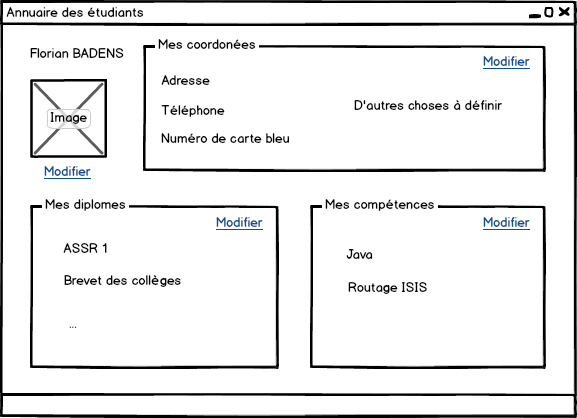 Annuaire des étudiants
Florian BADENS
Image
Modifier
Mes coordonées
Modifier
Adresse
Téléphone
D'autres choses à définir
Numéro de carte bleu
Mes diplomes
Modifier
ASSR 1
Brevet des collèges
...
Mes compétences
Modifier
Java
Routage ISIS